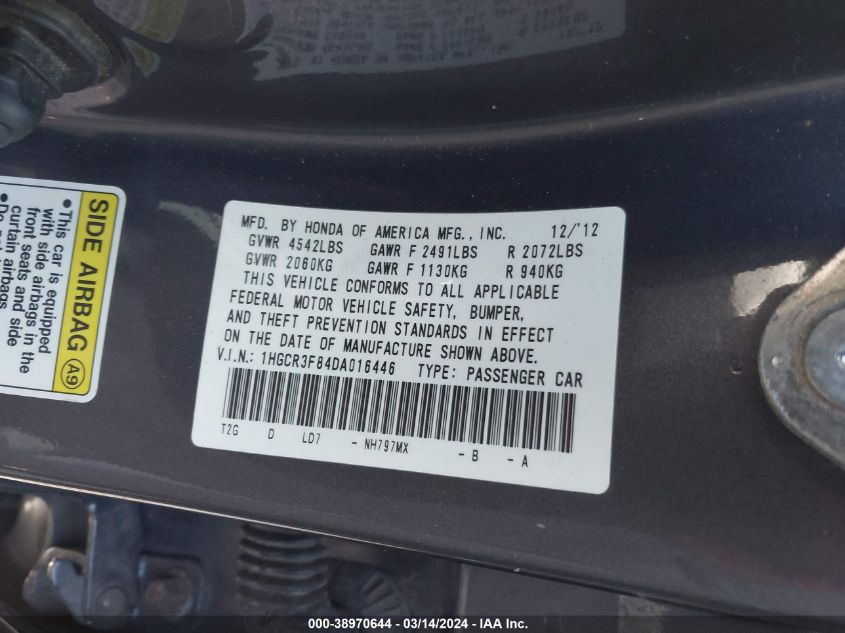 MFD. BY HONDA OF AMERICA MFG., INC. 12/'12
GVWR 4542LBS GAWR F 2491LBS R 2072LBS
GVWR 2060KG GAWR F 1130KG R 940KG
THIS VEHICLE CONFORMS TO ALL APPLICABLE
FEDERAL MOTOR VEHICLE SAFETY, BUMPER,
AND THEFT PREVENTION STANDARDS IN EFFECT
ON THE DATE OF MANUFACTURE SHOWN ABOVE.
V.I.N.: 1HGCR3F84DA016446 TYPE: PASSENGER CAR
T2G D LD7 - NH797MX - B - A
SIDE AIRBAG A9
•This car is equipped
with side airbags in the
front seats and side
curtain airbags
000-38970644 - 03/14/2024 - IAA Inc.